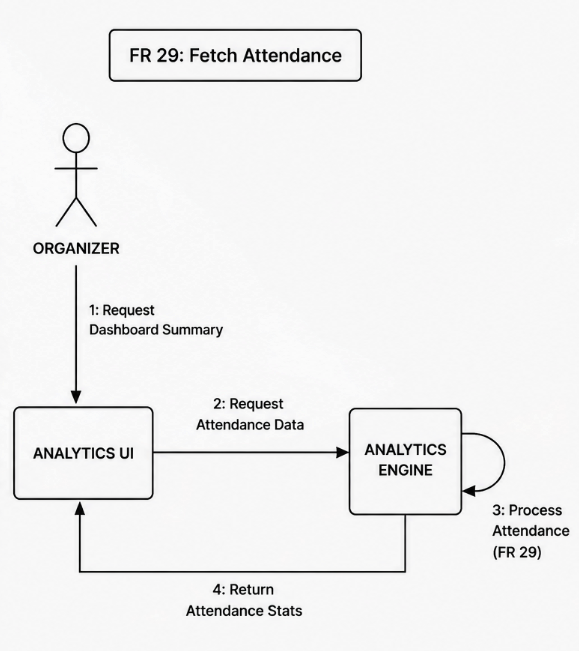 FR 29: Fetch Attendance
ORGANIZER
1: Request
Dashboard Summary
2: Request
Attendance Data
ANALYTICS UI
ANALYTICS
ENGINE
3: Process
Attendance
(FR 29)
4: Return
Attendance Stats